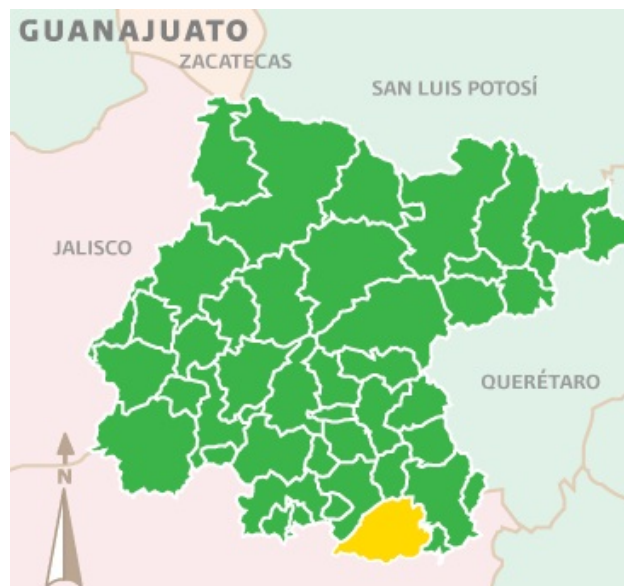 GUANAJUATO
ZACATECAS
SAN LUIS POTOSÍ
JALISCO
QUERÉTARO
N